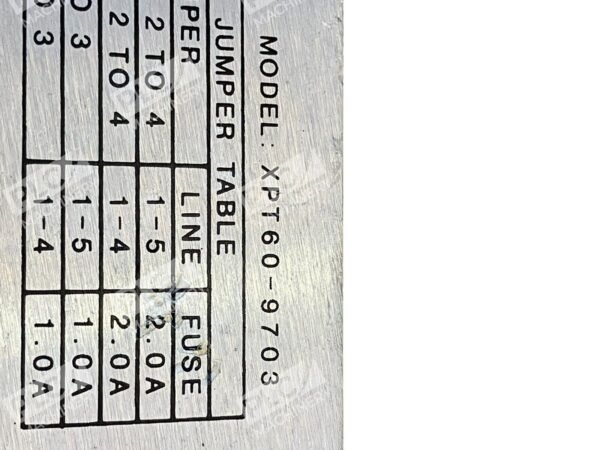 MODEL: XPT60-9703
JUMPER TABLE
PER LINE FUSE
2 TO 4 1-5 2.0A
2 TO 4 1-4 2.0A
O 3 1-5 1.0A
O 3 1-4 1.0A